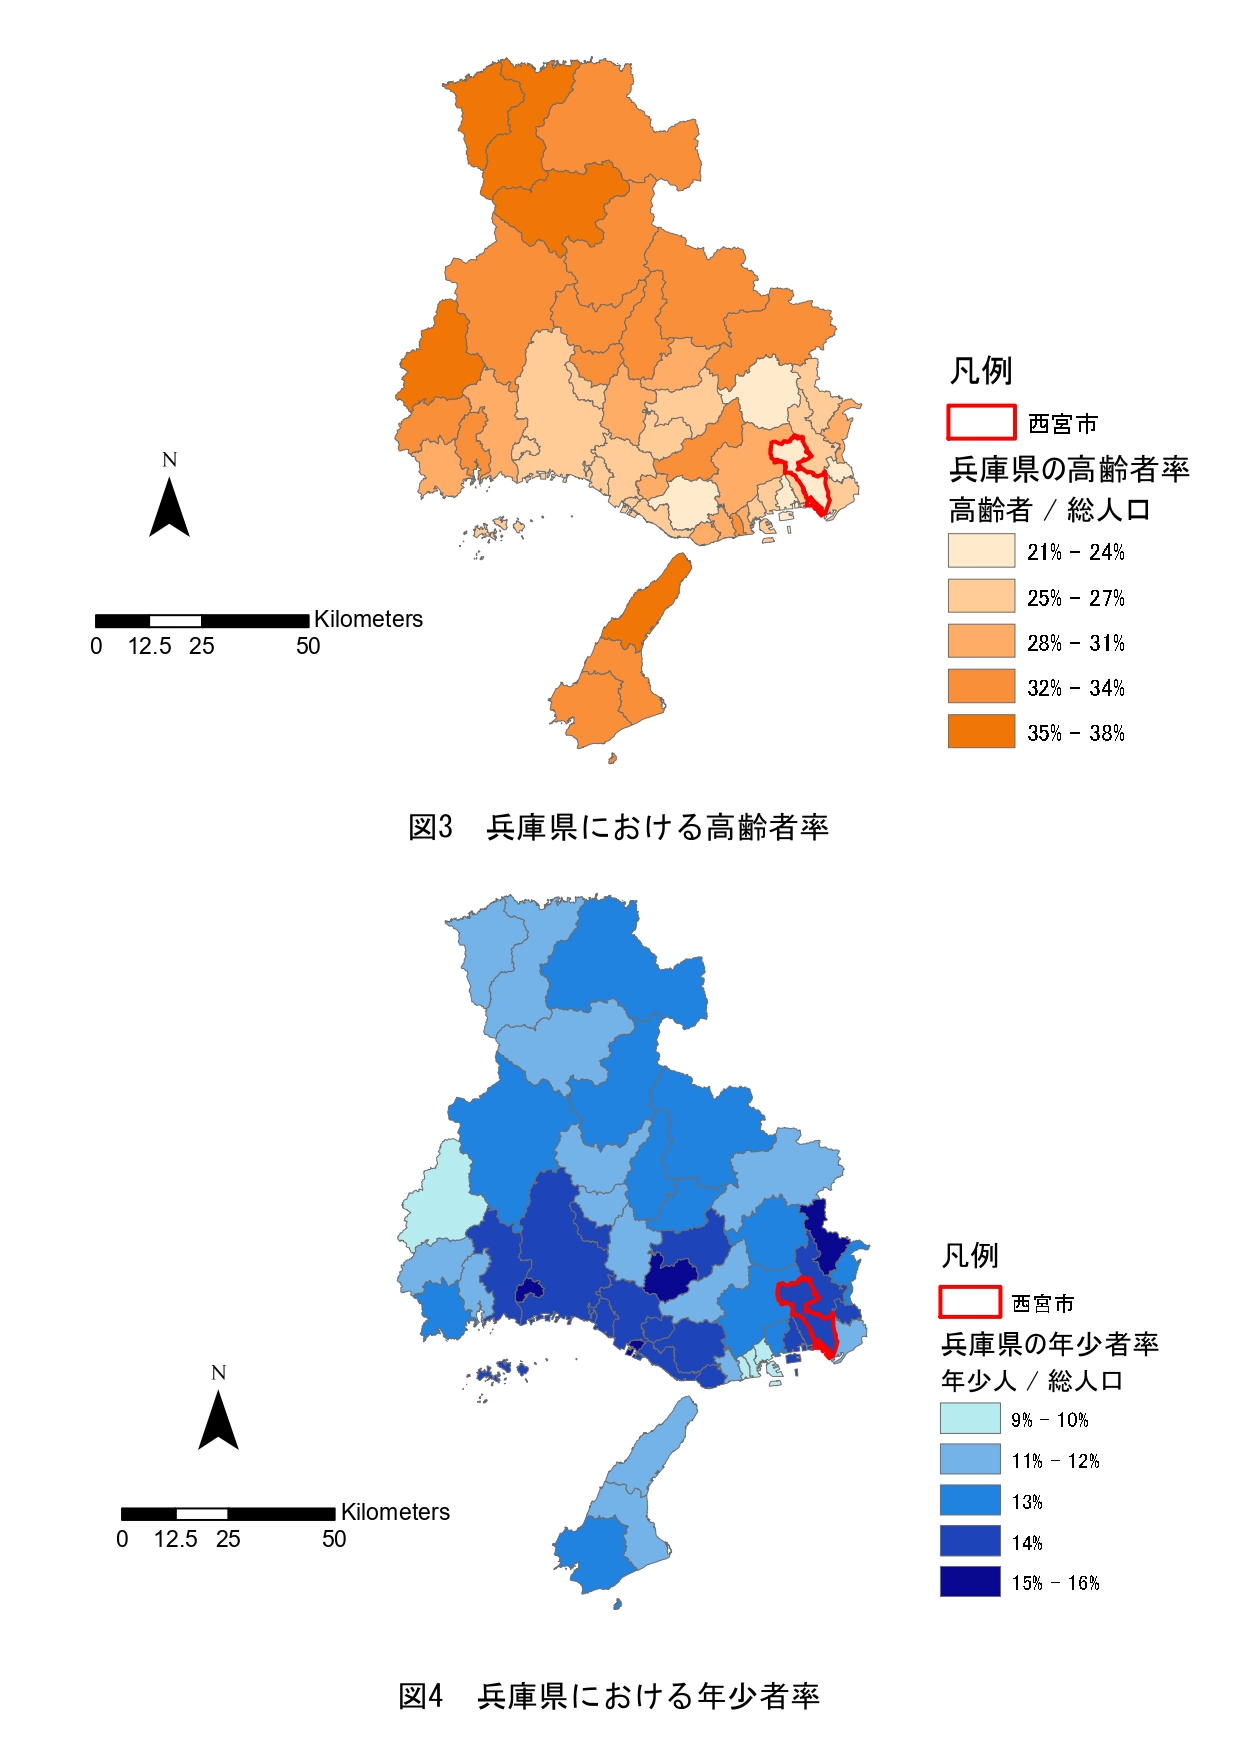 凡例
西宮市
兵庫県の高齢者率
高齢者 / 総人口
21% - 24%
25% - 27%
28% - 31%
32% - 34%
35% - 38%
N
Kilometers
0 12.5 25 50
図3 兵庫県における高齢者率
凡例
西宮市
兵庫県の年少者率
年少人 / 総人口
9% - 10%
11% - 12%
13%
14%
15% - 16%
N
Kilometers
0 12.5 25 50
図4 兵庫県における年少者率